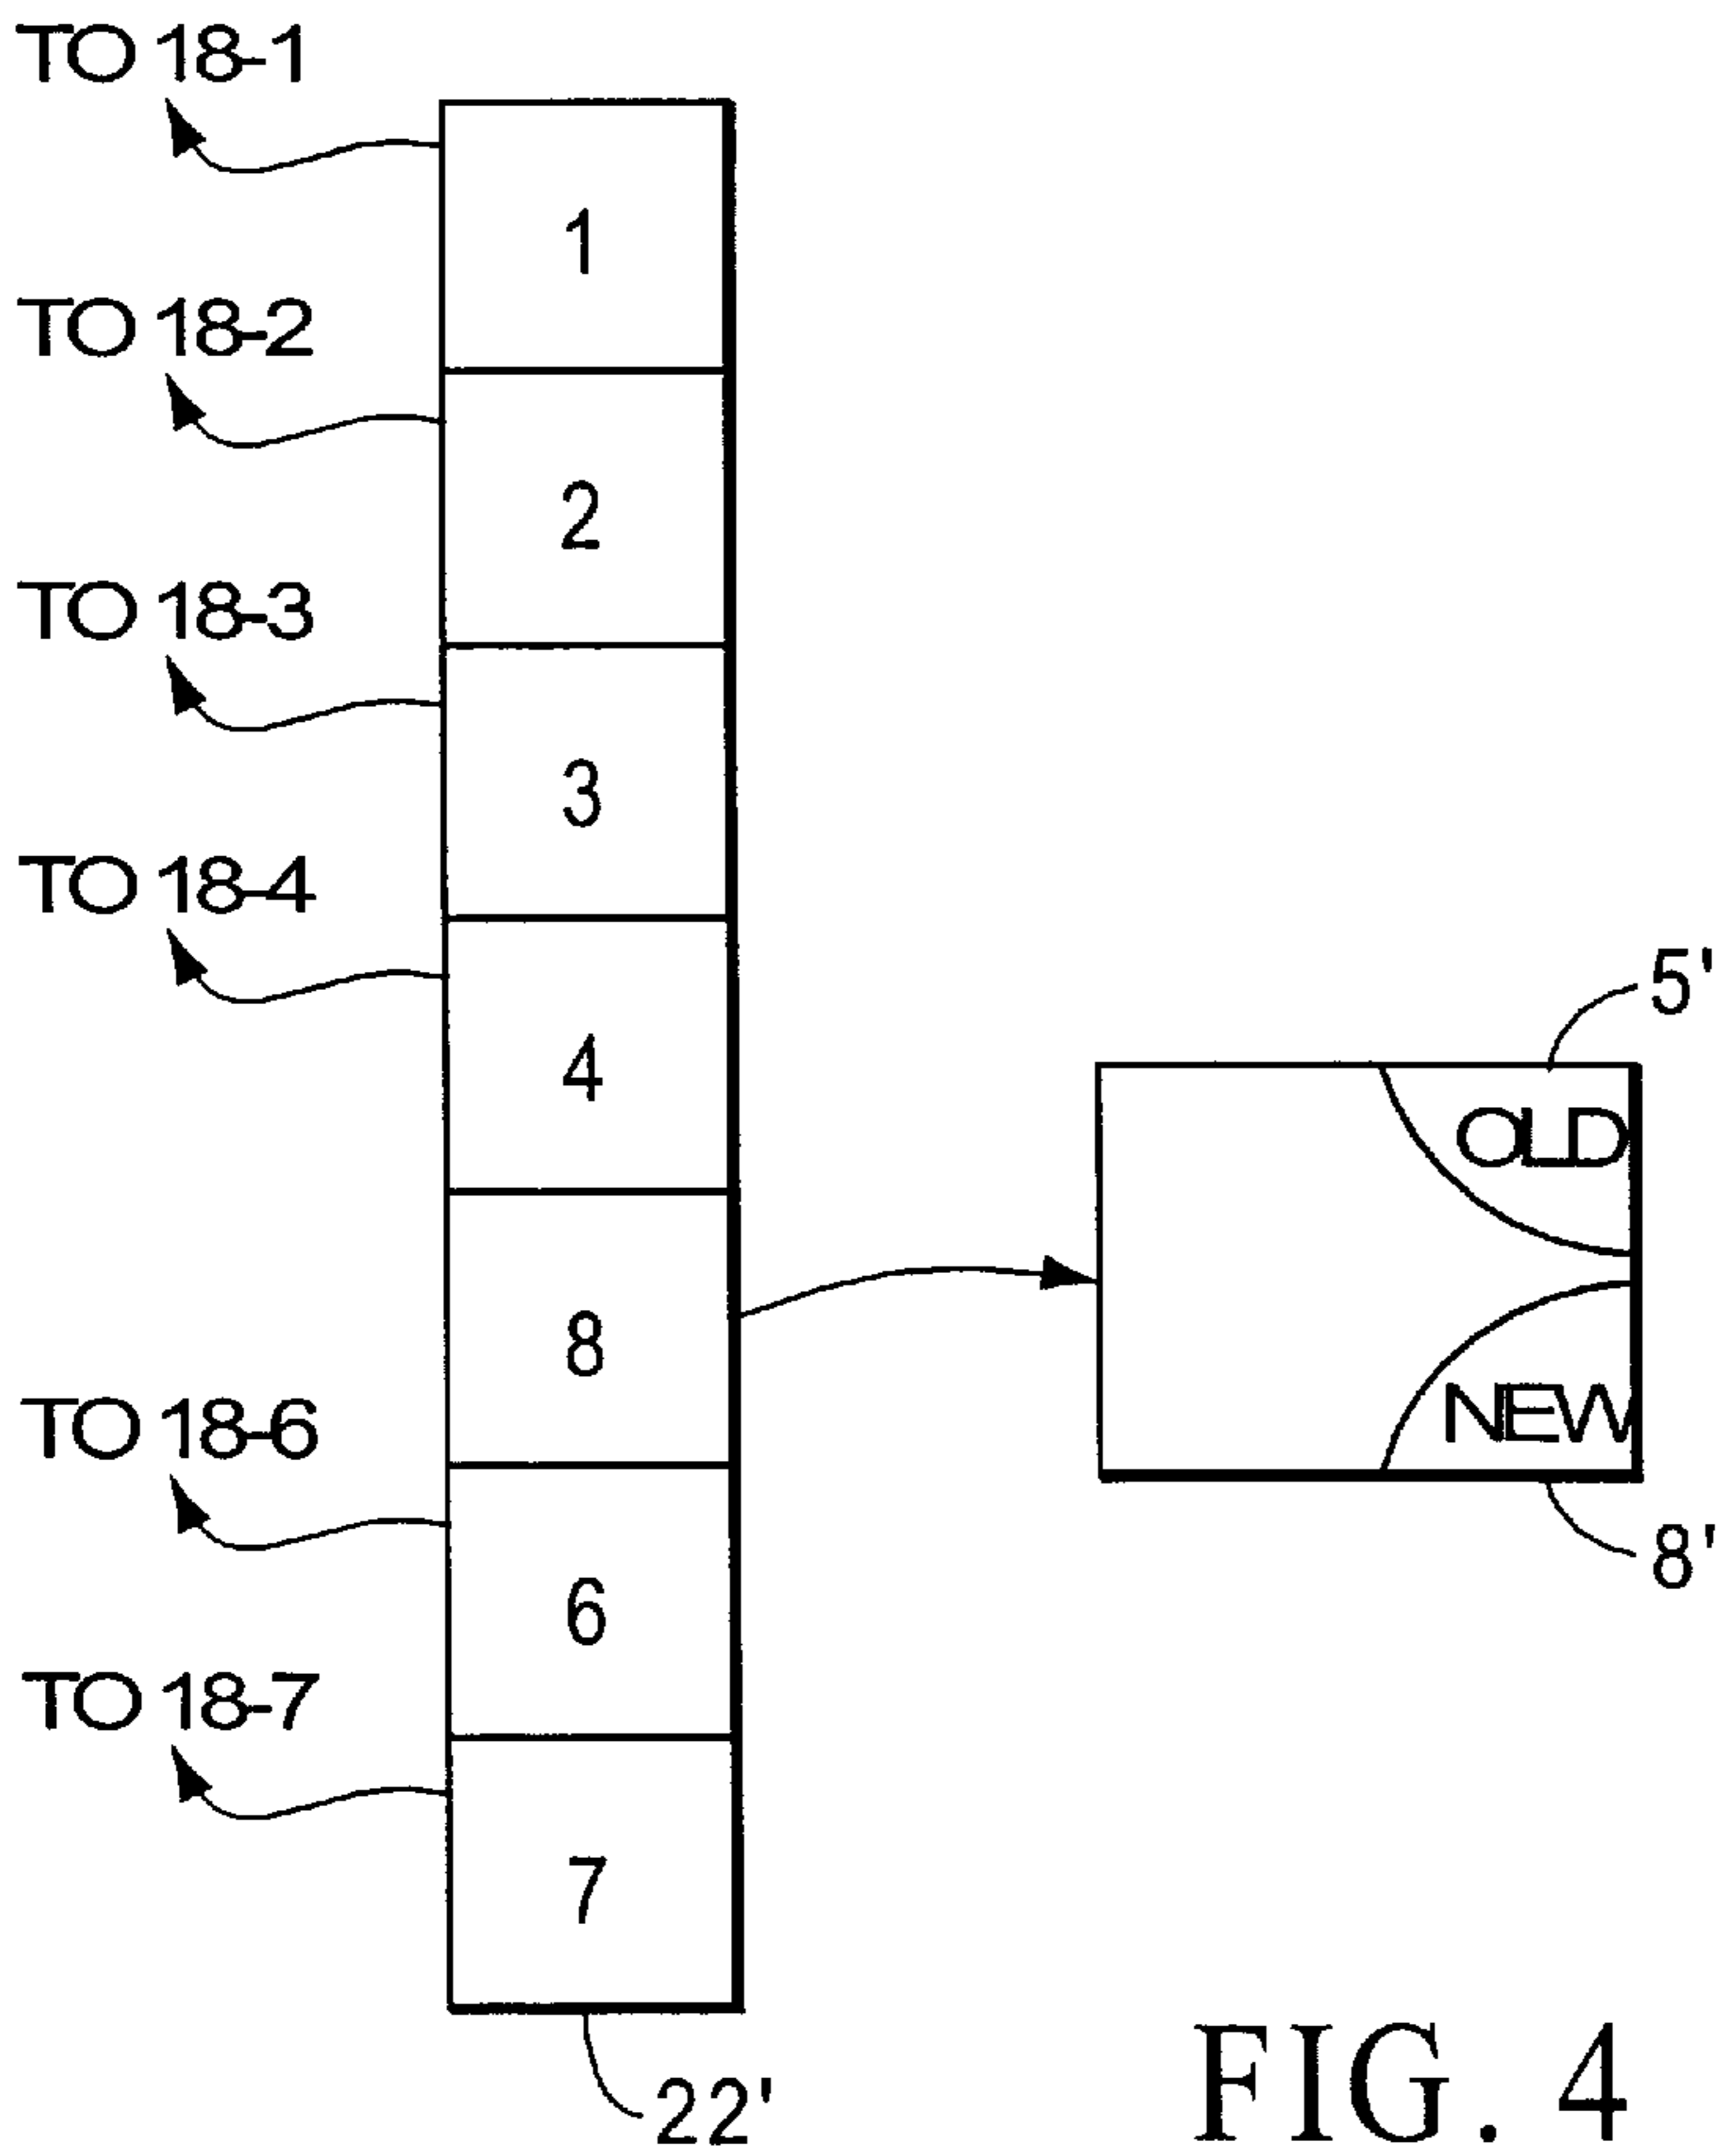 TO 18-1
1
TO 18-2
2
TO 18-3
3
TO 18-4
4
5'
OLD
8
NEW
TO 18-6
8'
6
TO 18-7
7
22'
FIG. 4